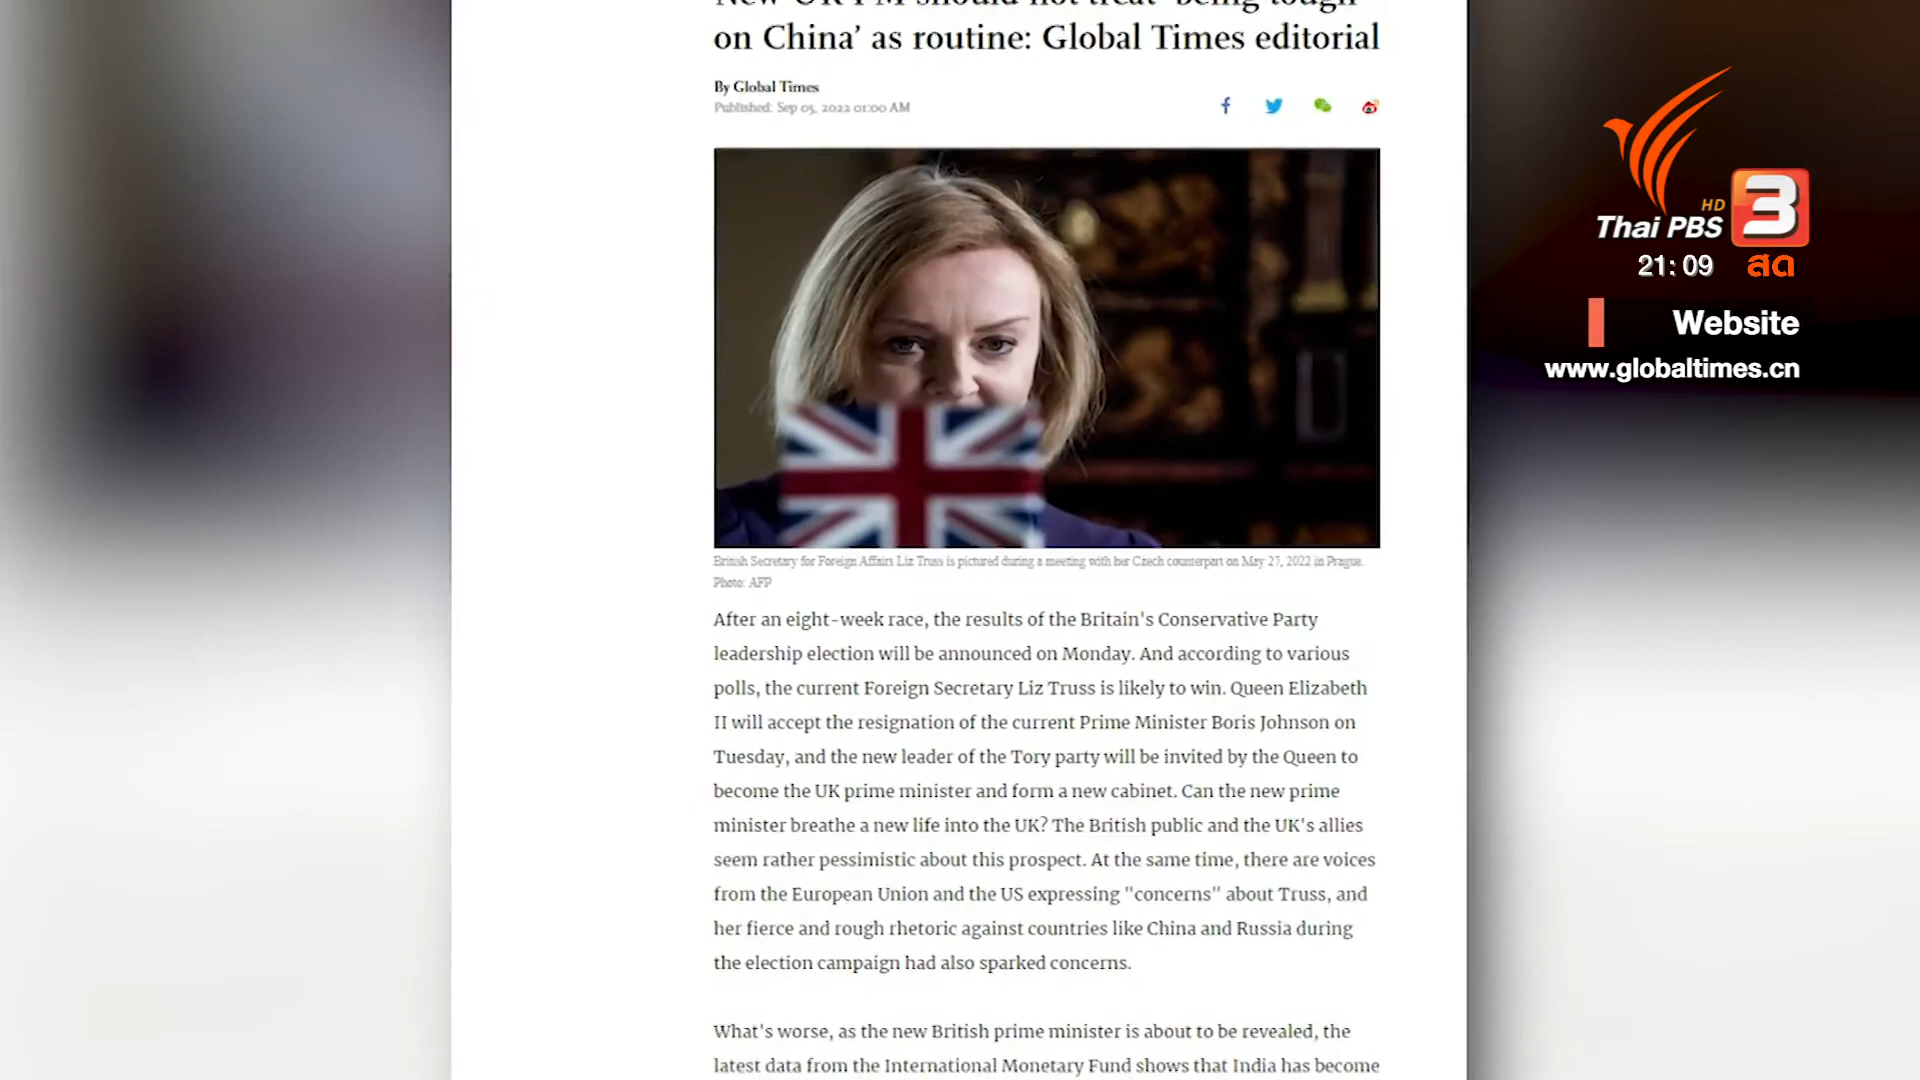 New UK PM should not treat 'being tough
on China' as routine: Global Times editorial
By Global Times
Published: Sep 05, 2022 01:00 AM
British Secretary for Foreign Affairs Liz Truss is pictured during a meeting with her Czech counterpart on May 27, 2022 in Prague.
Photo: AFP
After an eight-week race, the results of the Britain's Conservative Party
leadership election will be announced on Monday. And according to various
polls, the current Foreign Secretary Liz Truss is likely to win. Queen Elizabeth
II will accept the resignation of the current Prime Minister Boris Johnson on
Tuesday, and the new leader of the Tory party will be invited by the Queen to
become the UK prime minister and form a new cabinet. Can the new prime
minister breathe a new life into the UK? The British public and the UK's allies
seem rather pessimistic about this prospect. At the same time, there are voices
from the European Union and the US expressing "concerns" about Truss, and
her fierce and rough rhetoric against countries like China and Russia during
the election campaign had also sparked concerns.
What's worse, as the new British prime minister is about to be revealed, the
latest data from the International Monetary Fund shows that India has become
HD
Thai PBS 3
21:09 สด
Website
www.globaltimes.cn